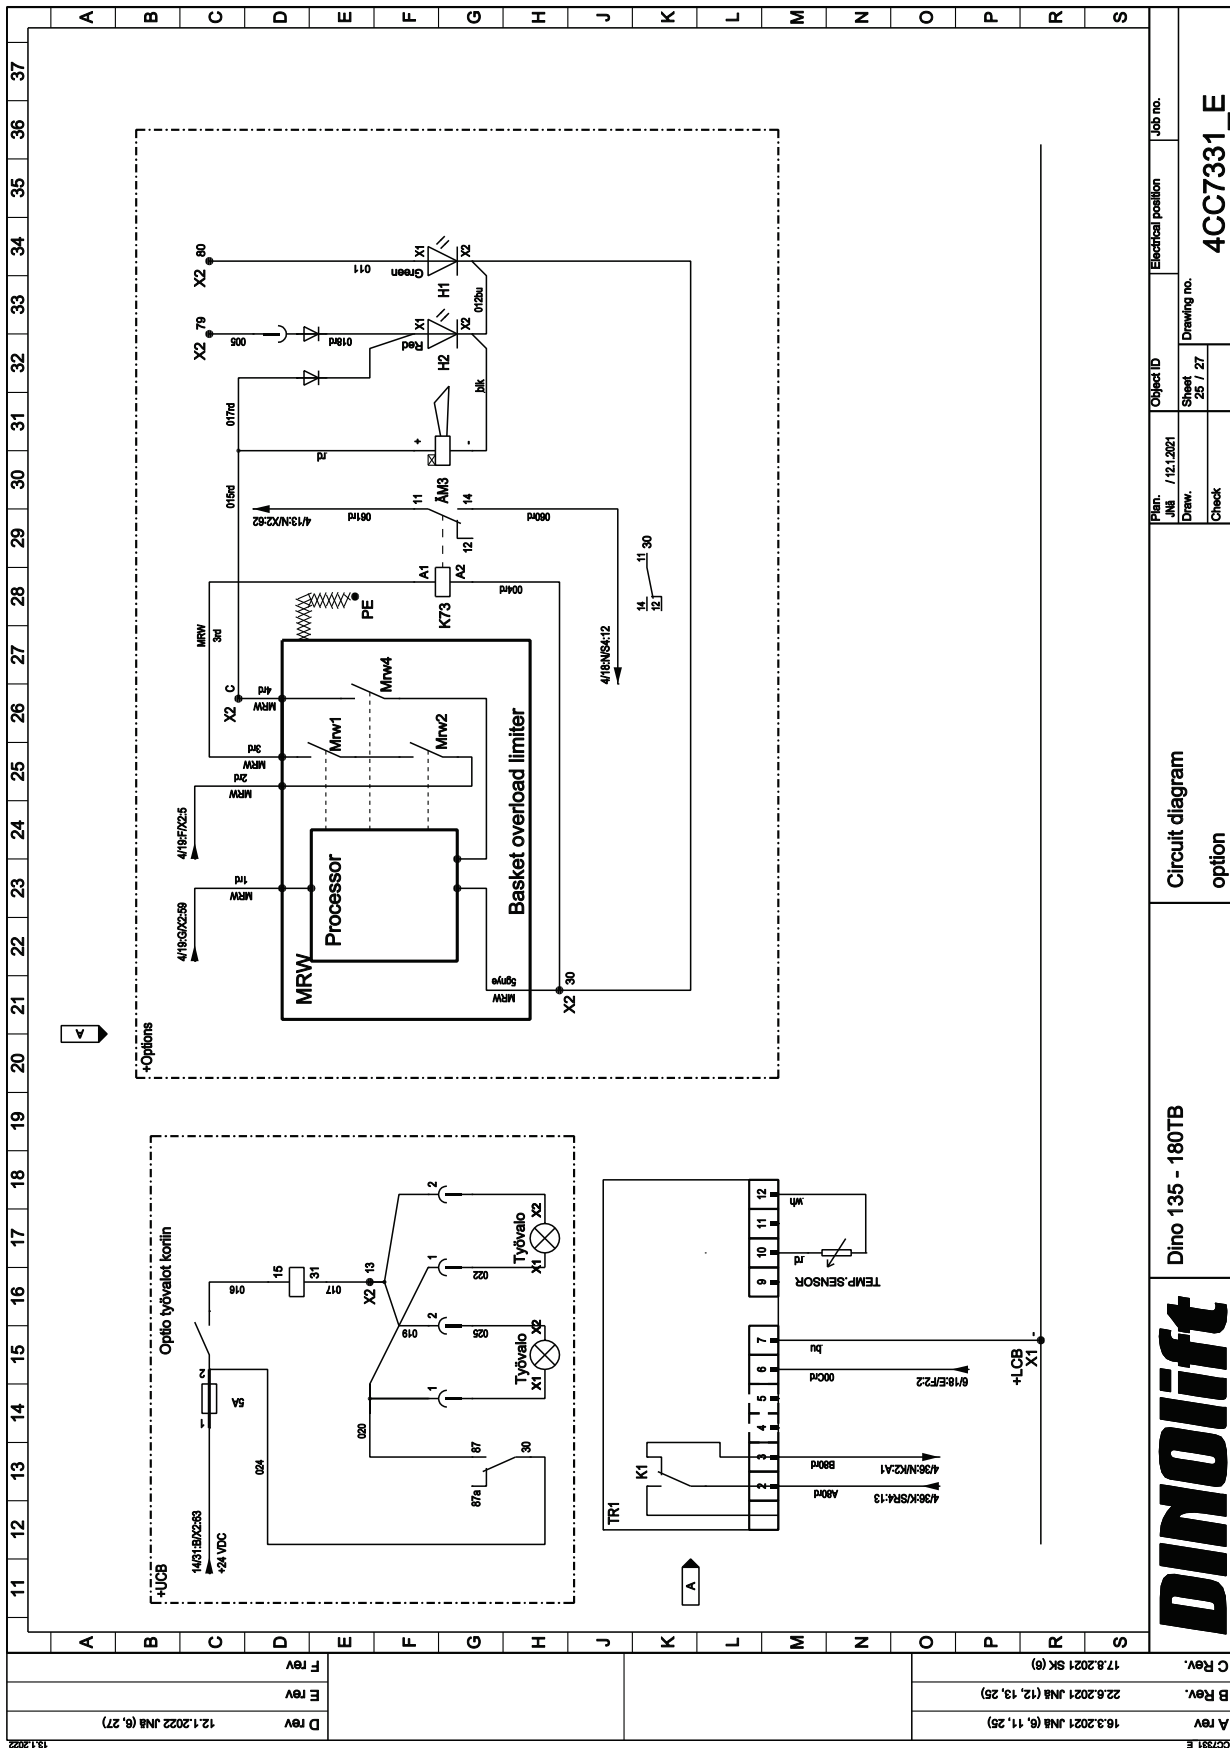 37
36
35
34
33
32
31
30
29
28
27
26
25
24
23
22
21
20
19
18
17
16
15
14
13
12
11
A B C D E F G H J K L M N O P R S
A B C D E F G H J K L M N O P R S
+Options
A
MRW
Processor
Basket overload limiter
Mrw1
Mrw2
Mrw4
4/19:G/X2:59
4/19:F/X2:5
MRW 1rd
MRW 2rd
MRW 3rd
MRW 4rd
MRW 5gnye
X2 C
X2 30
MRW 3rd
015rd
017rd
PE
K73
A1
A2
004rd
11
12
14
061rd
060rd
4/13:N/X2:62
4/18:N/S4:12
14 12 11 30
ÄM3
+
-
rd
blk
X2 79
005
018rd
X1
Red
H2
X2
012bu
X2 80
011
X1
Green
H1
X2
+UCB
Optio työvalot koriin
14/31:B/X2:63
+24 VDC
1
2
5A
024
016
15
31
017
X2 13
019
020
87
87a
30
1
2
025
022
1
2
Työvalo
X1
X2
Työvalo
X1
X2
A
TR1
K1
2
3
4
5
6
7
9
10
11
12
A80rd
B80rd
4/36:K/SR4:13
4/36:N/K2:A1
00Crd
6/18:E/F2:2
bu
+LCB
X1
-
rd
wh
TEMP.SENSOR
DINOlift
Dino 135 - 180TB
Circuit diagram
option
Plan.
JNä / 12.1.2021
Draw.
Check
Object ID
Sheet
25 / 27
Electrical position
Job no.
Drawing no.
4CC7331_E
A rev 16.3.2021 JNä (6, 11, 25)
B Rev. 22.6.2021 JNä (12, 13, 25)
C Rev. 17.8.2021 SK (6)
D rev 12.1.2022 JNä (6, 27)
E rev
F rev
CC7331_E
13.1.2022